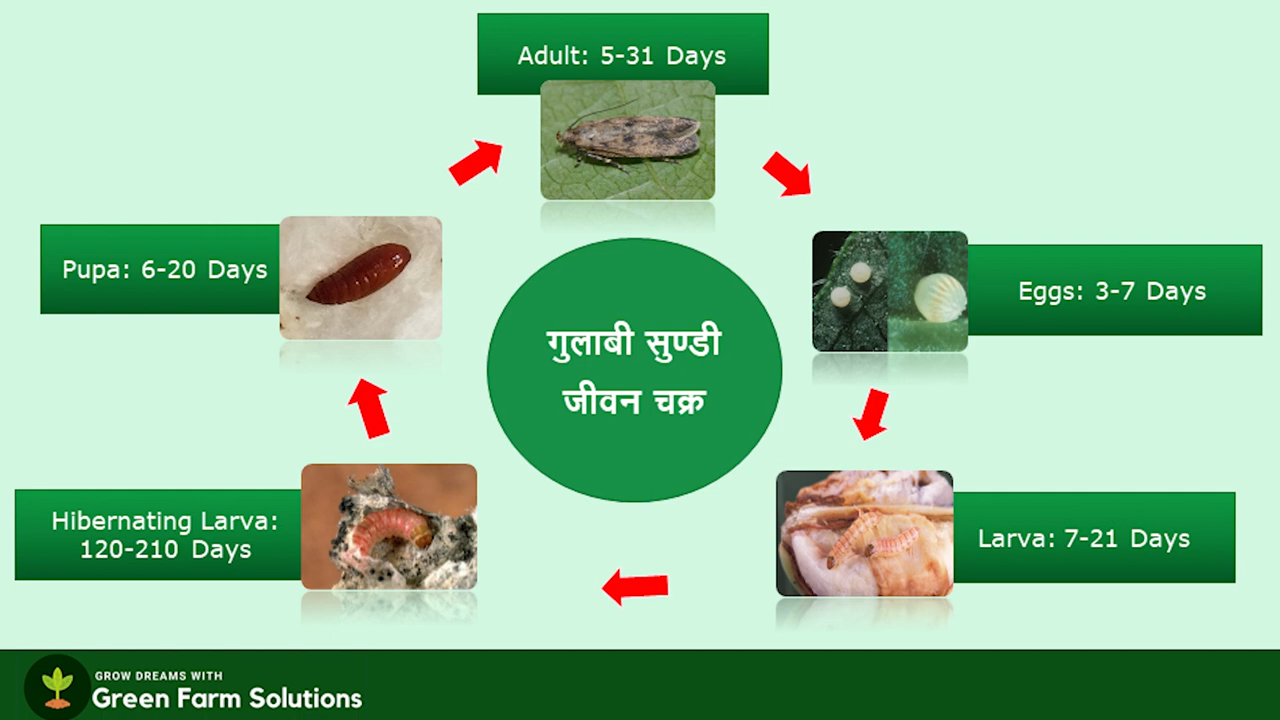 Adult: 5-31 Days
Eggs: 3-7 Days
Larva: 7-21 Days
Hibernating Larva:
120-210 Days
Pupa: 6-20 Days
गुलाबी सुण्डी
जीवन चक्र
GROW DREAMS WITH
Green Farm Solutions